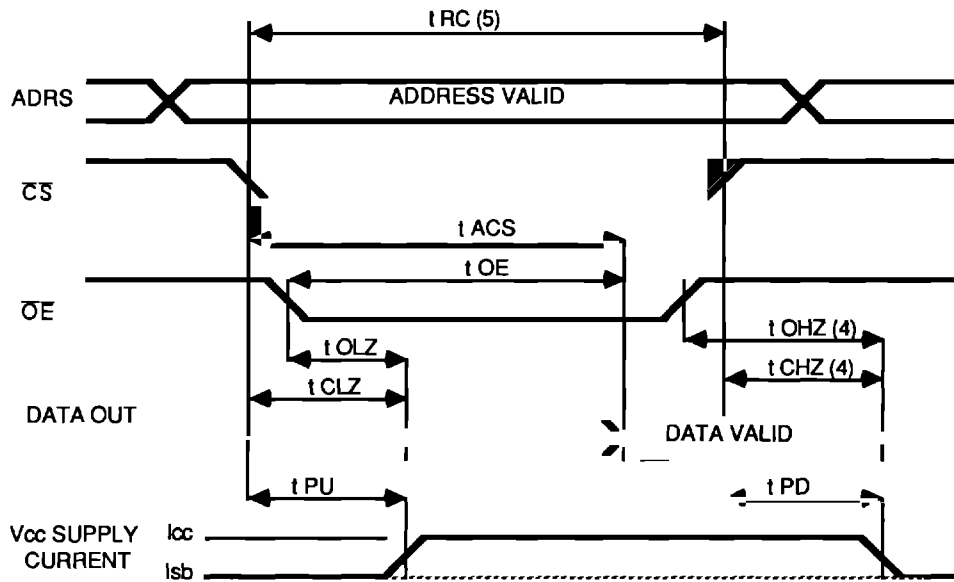 t RC (5)
ADRS
ADDRESS VALID
CS
t ACS
t OE
OE
t OHZ (4)
t OLZ
t CHZ (4)
t CLZ
DATA OUT
DATA VALID
t PU
t PD
Vcc SUPPLY
CURRENT
Icc
Isb